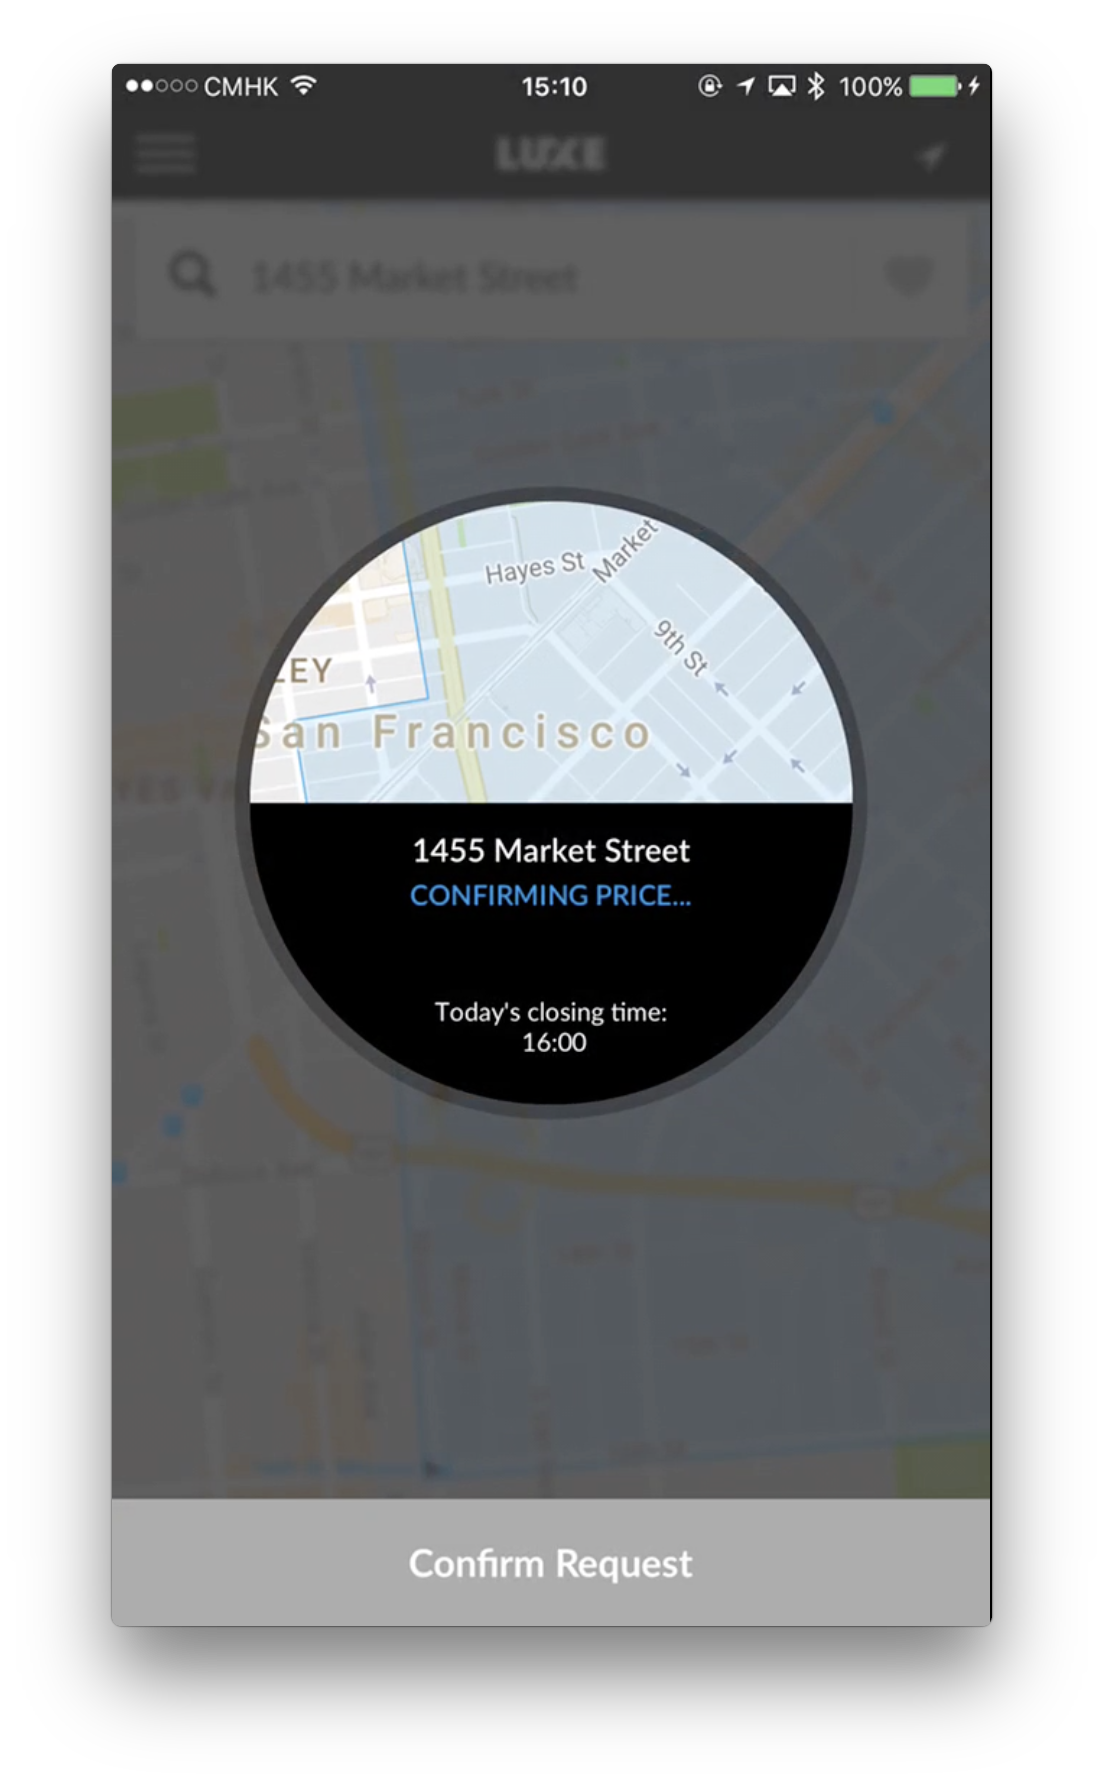 CMHK 15:10 100%
LUXE
1455 Market Street
Hayes St
Market
9th St
LEY
San Francisco
1455 Market Street
CONFIRMING PRICE...
Today's closing time:
16:00
Confirm Request